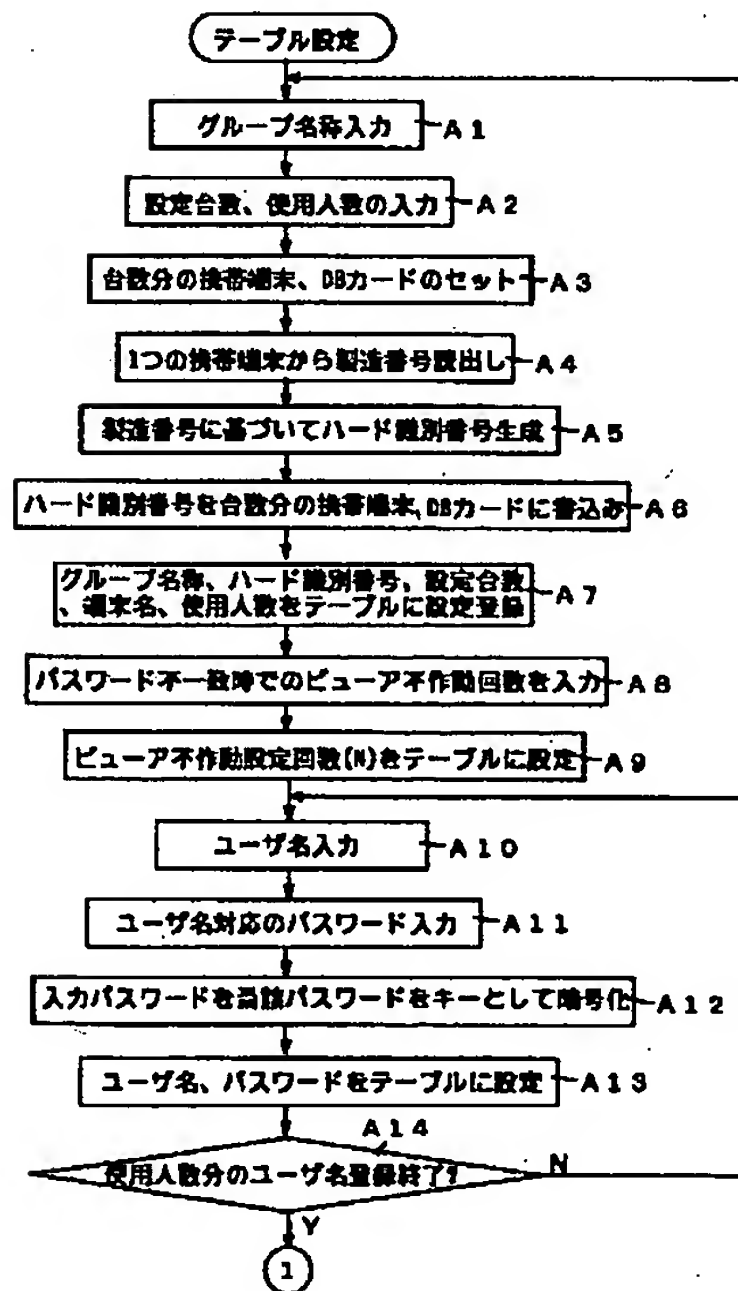 テーブル設定
グループ名称入力
A1
設定台数、使用人数の入力
A2
台数分の携帯端末、DBカードのセット
A3
1つの携帯端末から製造番号読出し
A4
製造番号に基づいてハード識別番号生成
A5
ハード識別番号を台数分の携帯端末、DBカードに書込み
A6
グループ名称、ハード識別番号、設定台数
、端末名、使用人数をテーブルに設定登録
A7
パスワード不一致時でのビューア不作動回数を入力
A8
ビューア不作動設定回数(N)をテーブルに設定
A9
ユーザ名入力
A10
ユーザ名対応のパスワード入力
A11
入力パスワードを当該パスワードをキーとして暗号化
A12
ユーザ名、パスワードをテーブルに設定
A13
A14
使用人数分のユーザ名登録終了?
N
Y
1